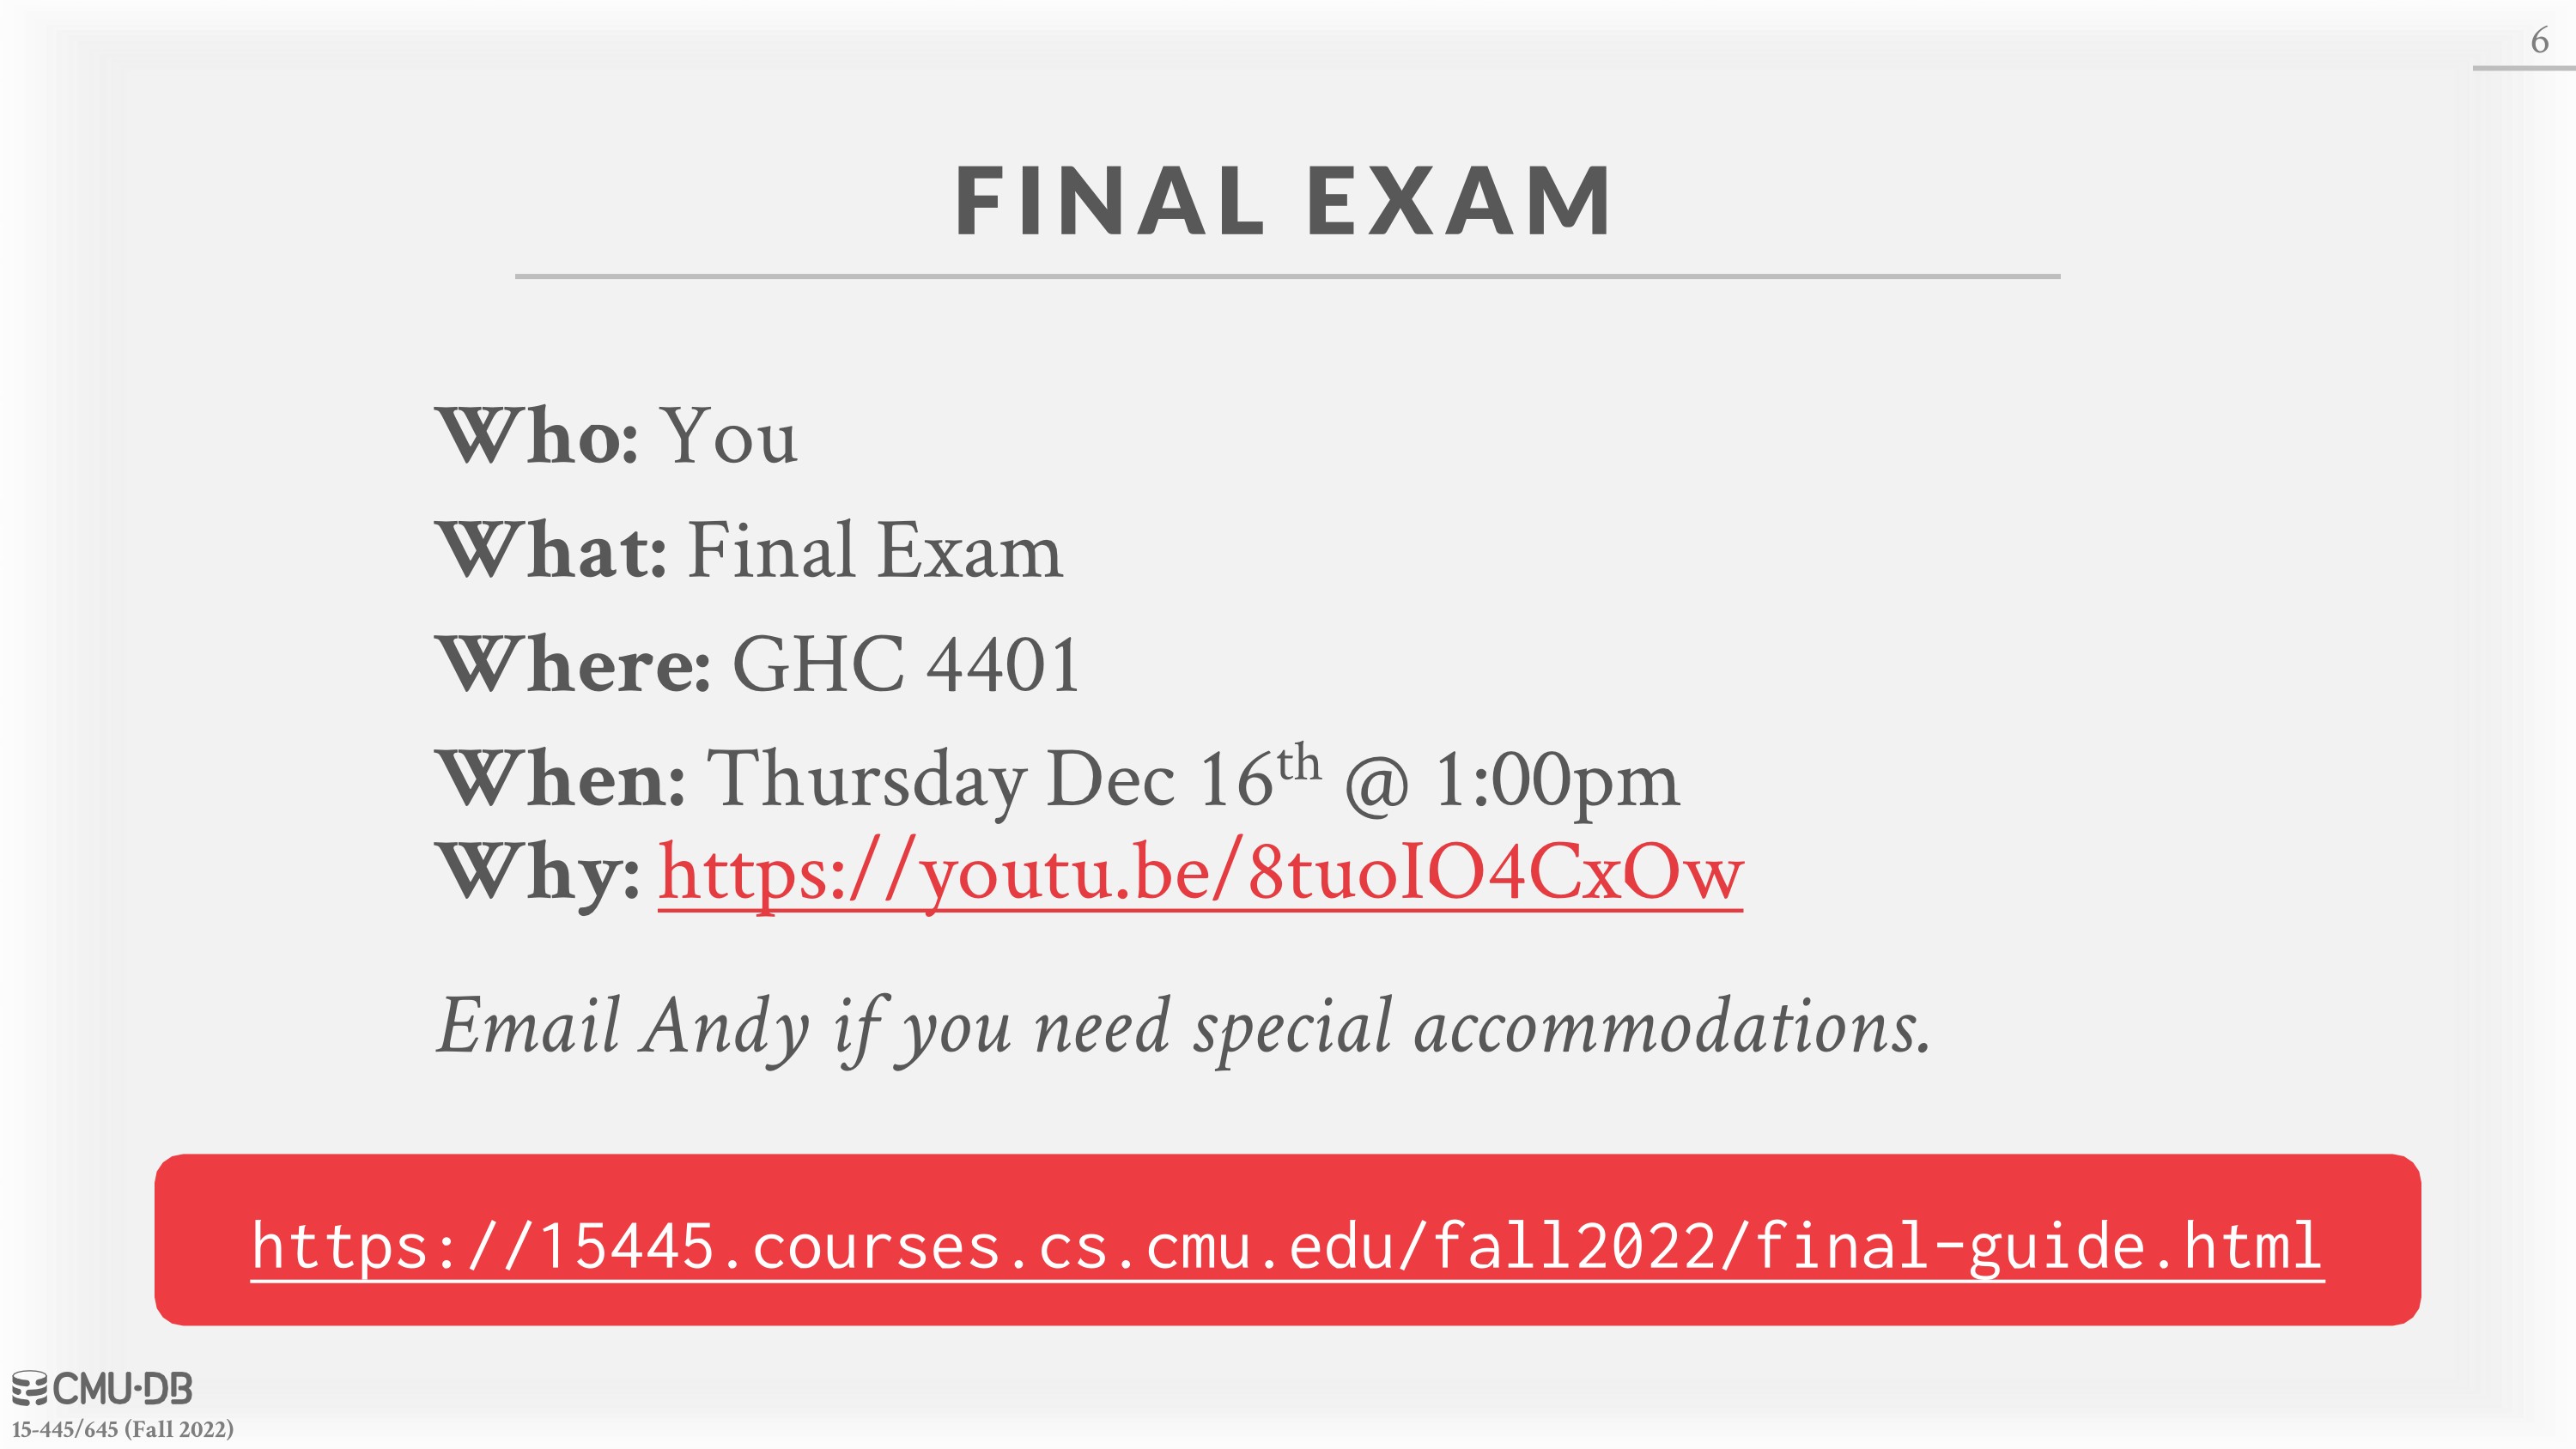 6
FINAL EXAM
Who: You
What: Final Exam
Where: GHC 4401
When: Thursday Dec 16th @ 1:00pm
Why: https://youtu.be/8tuoIO4CxOw
Email Andy if you need special accommodations.
https://15445.courses.cs.cmu.edu/fall2022/final-guide.html
CMU·DB
15-445/645 (Fall 2022)